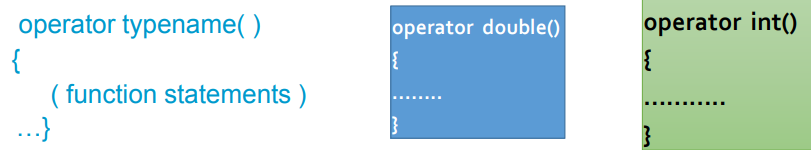 operator typename( )
{
( function statements )
…}
operator double()
{
........
}
operator int()
{
...........
}